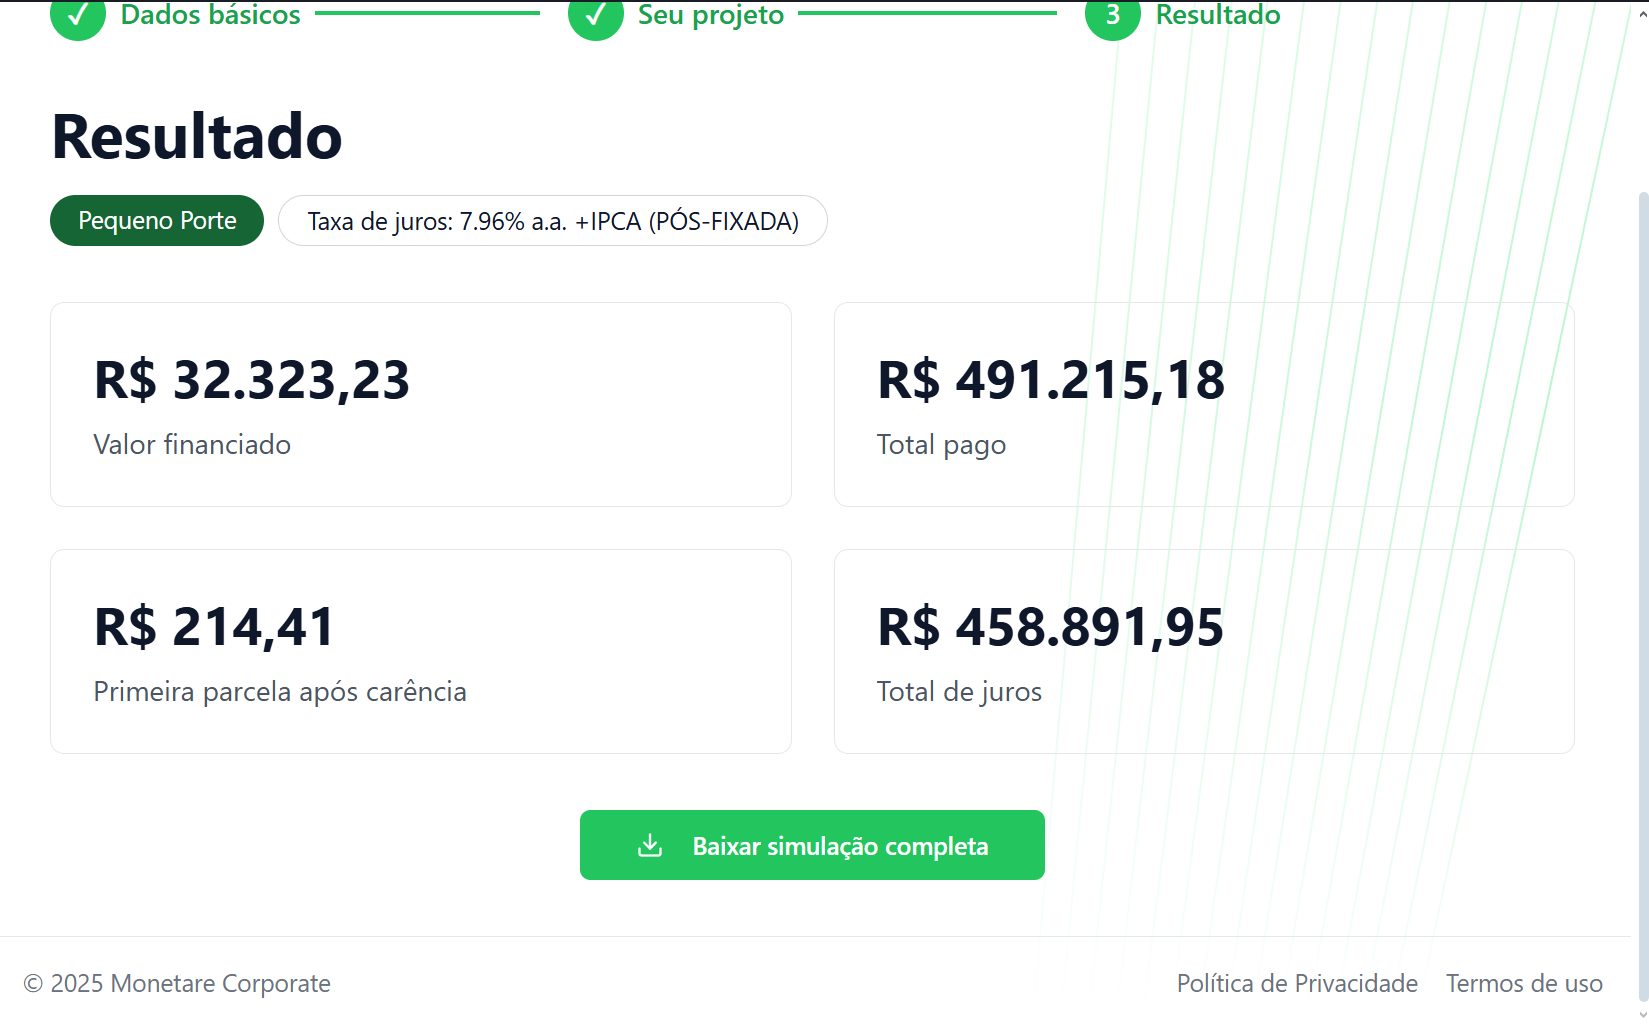 ✓ Dados básicos ✓ Seu projeto 3 Resultado
Resultado
Pequeno Porte Taxa de juros: 7.96% a.a. +IPCA (PÓS-FIXADA)
R$ 32.323,23
Valor financiado
R$ 491.215,18
Total pago
R$ 214,41
Primeira parcela após carência
R$ 458.891,95
Total de juros
Baixar simulação completa
© 2025 Monetare Corporate Política de Privacidade Termos de uso